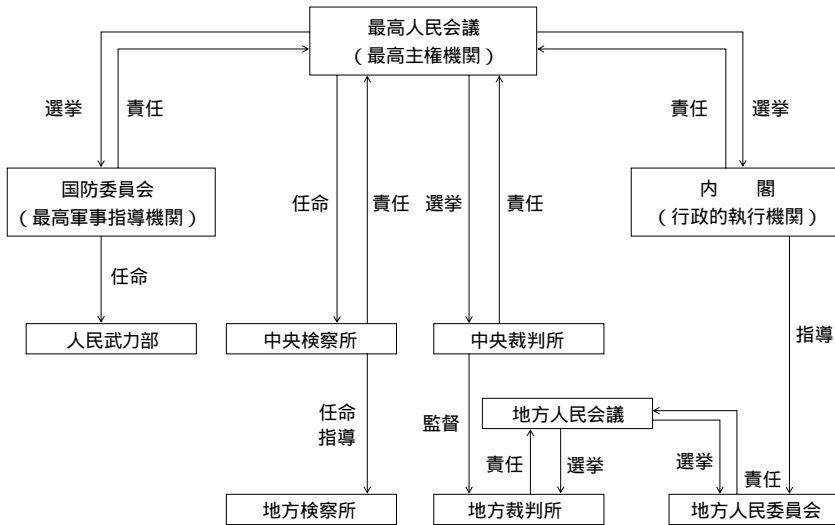 最高人民会議
（最高主権機関）
選挙
責任
責任
選挙
国防委員会
（最高軍事指導機関）
任命
責任
選挙
責任
内　　閣
（行政的執行機関）
任命
人民武力部
中央検察所
中央裁判所
指導
任命
指導
監督
地方人民会議
責任
選挙
選挙
責任
地方検察所
地方裁判所
地方人民委員会